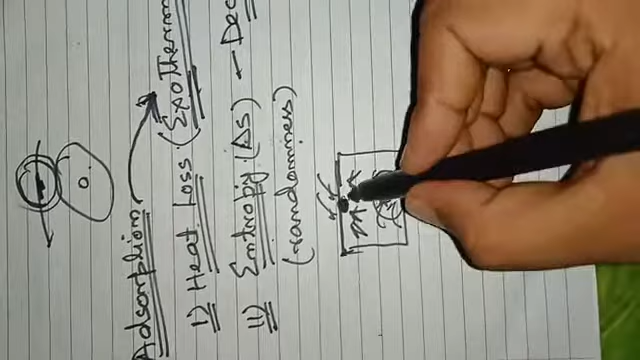 Adsorption
I) Heat Loss (Exotherm
II) Entropy (ΔS) - Dec
(randomness)